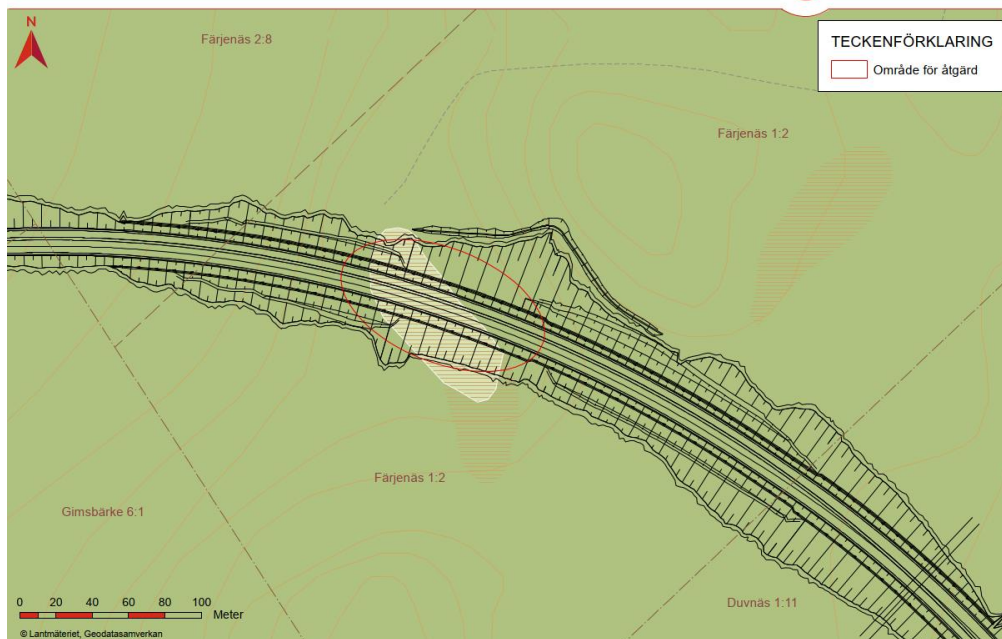 N
Färjenäs 2:8
TECKENFÖRKLARING
Område för åtgärd
Färjenäs 1:2
Färjenäs 1:2
Gimsbärke 6:1
Duvnäs 1:11
0 20 40 60 80 100
Meter
© Lantmäteriet, Geodatasamverkan